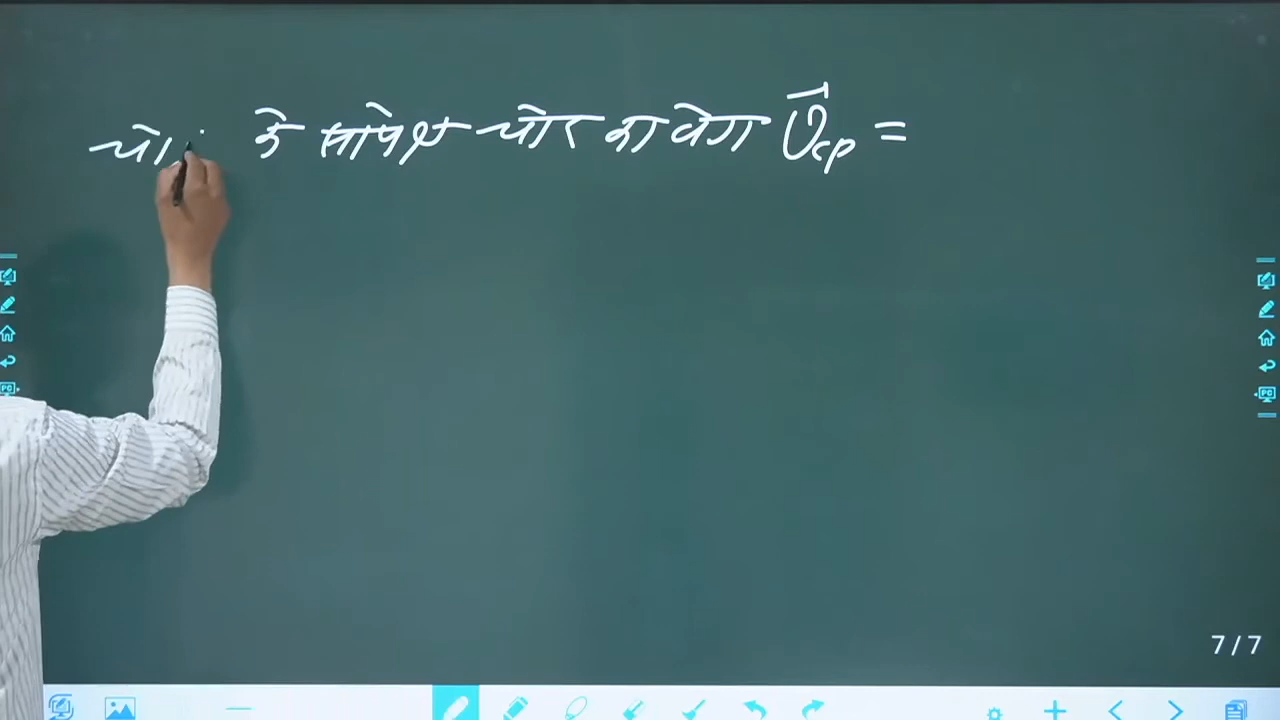 के सापेक्ष चोर का वेग V⃗cp =
7/7